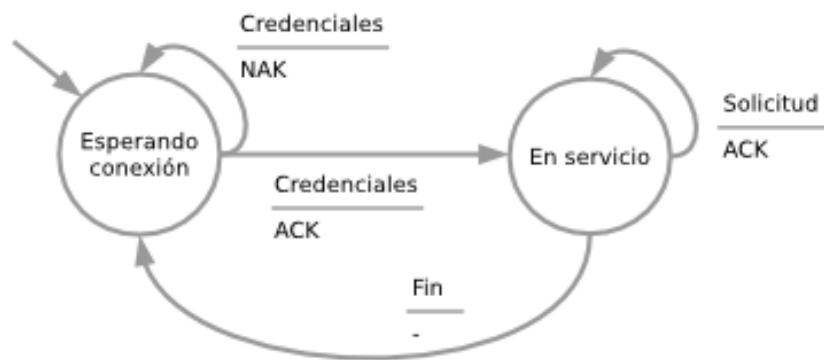 Credenciales
NAK
Esperando
conexión
Credenciales
ACK
En servicio
Solicitud
ACK
Fin
-